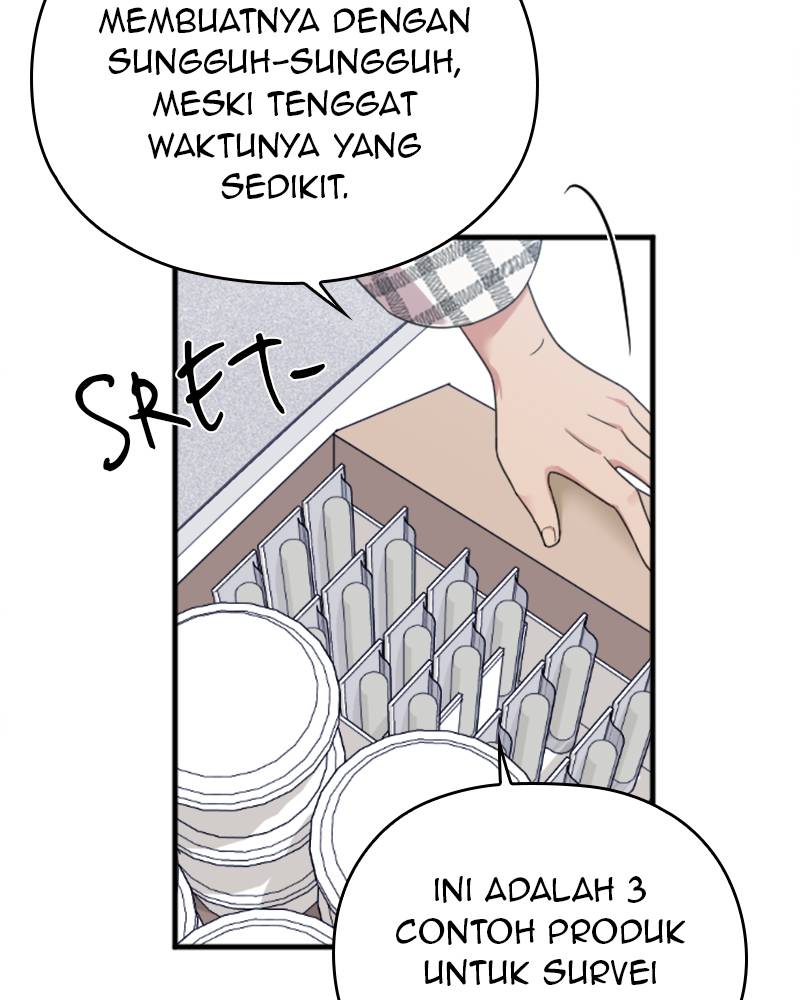 MEMBUATNYA DENGAN
SUNGGUH-SUNGGUH,
MESKI TENGGAT
WAKTUNYA YANG
SEDIKIT.
SRET-
INI ADALAH 3
CONTOH PRODUK
UNTUK SURVEI